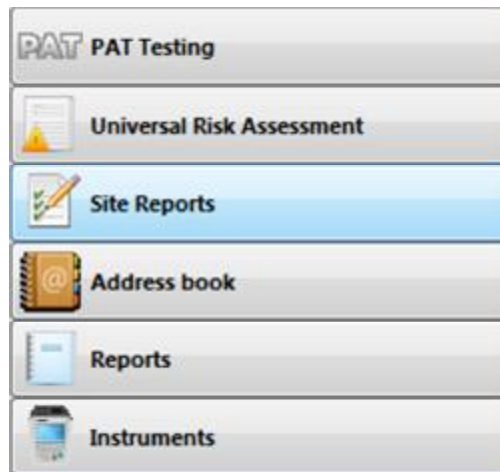 PAT PAT Testing
Universal Risk Assessment
Site Reports
@ Address book
Reports
Instruments